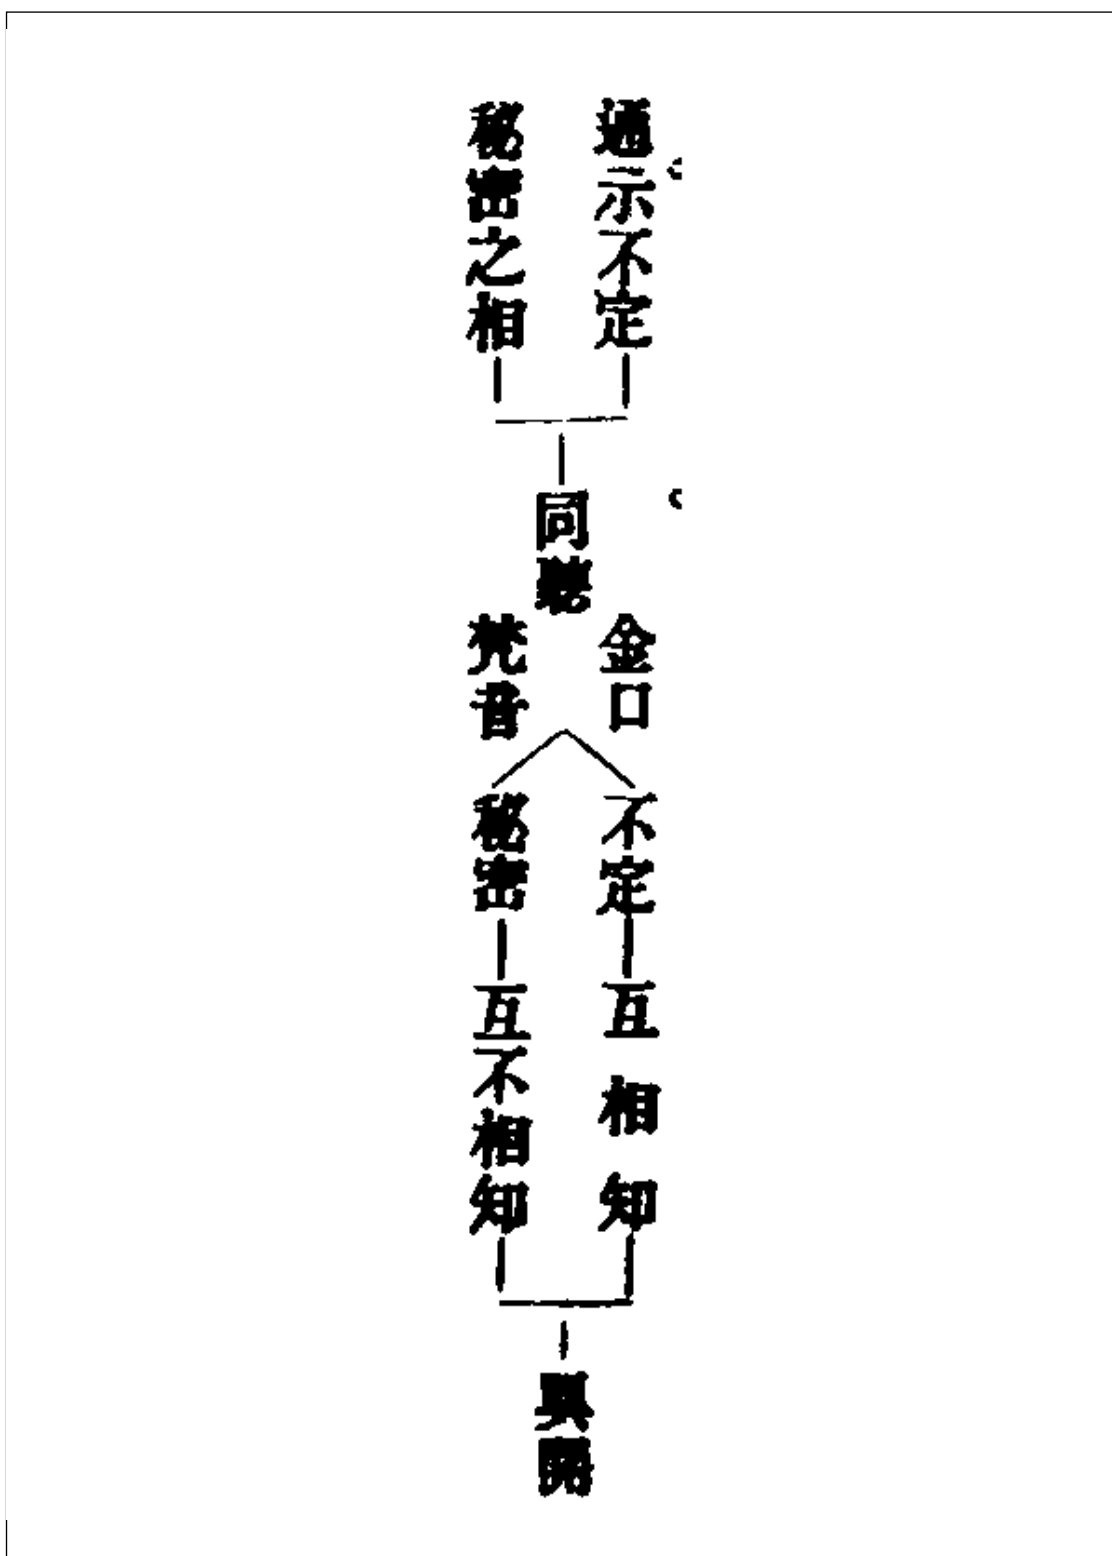 通示不定
秘密之相
同聽
金口
梵音
不定
互相知
秘密
互不相知
異聞